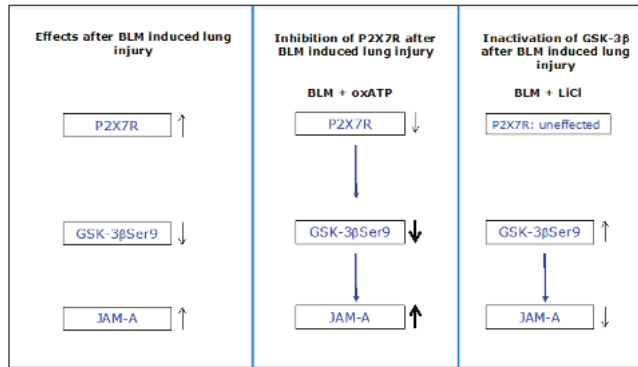 Effects after BLM induced lung
injury
P2X7R ↑
GSK-3βSer9 ↓
JAM-A ↑
Inhibition of P2X7R after
BLM induced lung injury
BLM + oxATP
P2X7R ↓
GSK-3βSer9 ↓
JAM-A ↑
Inactivation of GSK-3β
after BLM induced lung
injury
BLM + LiCl
P2X7R: uneffected
GSK-3βSer9 ↑
JAM-A ↓